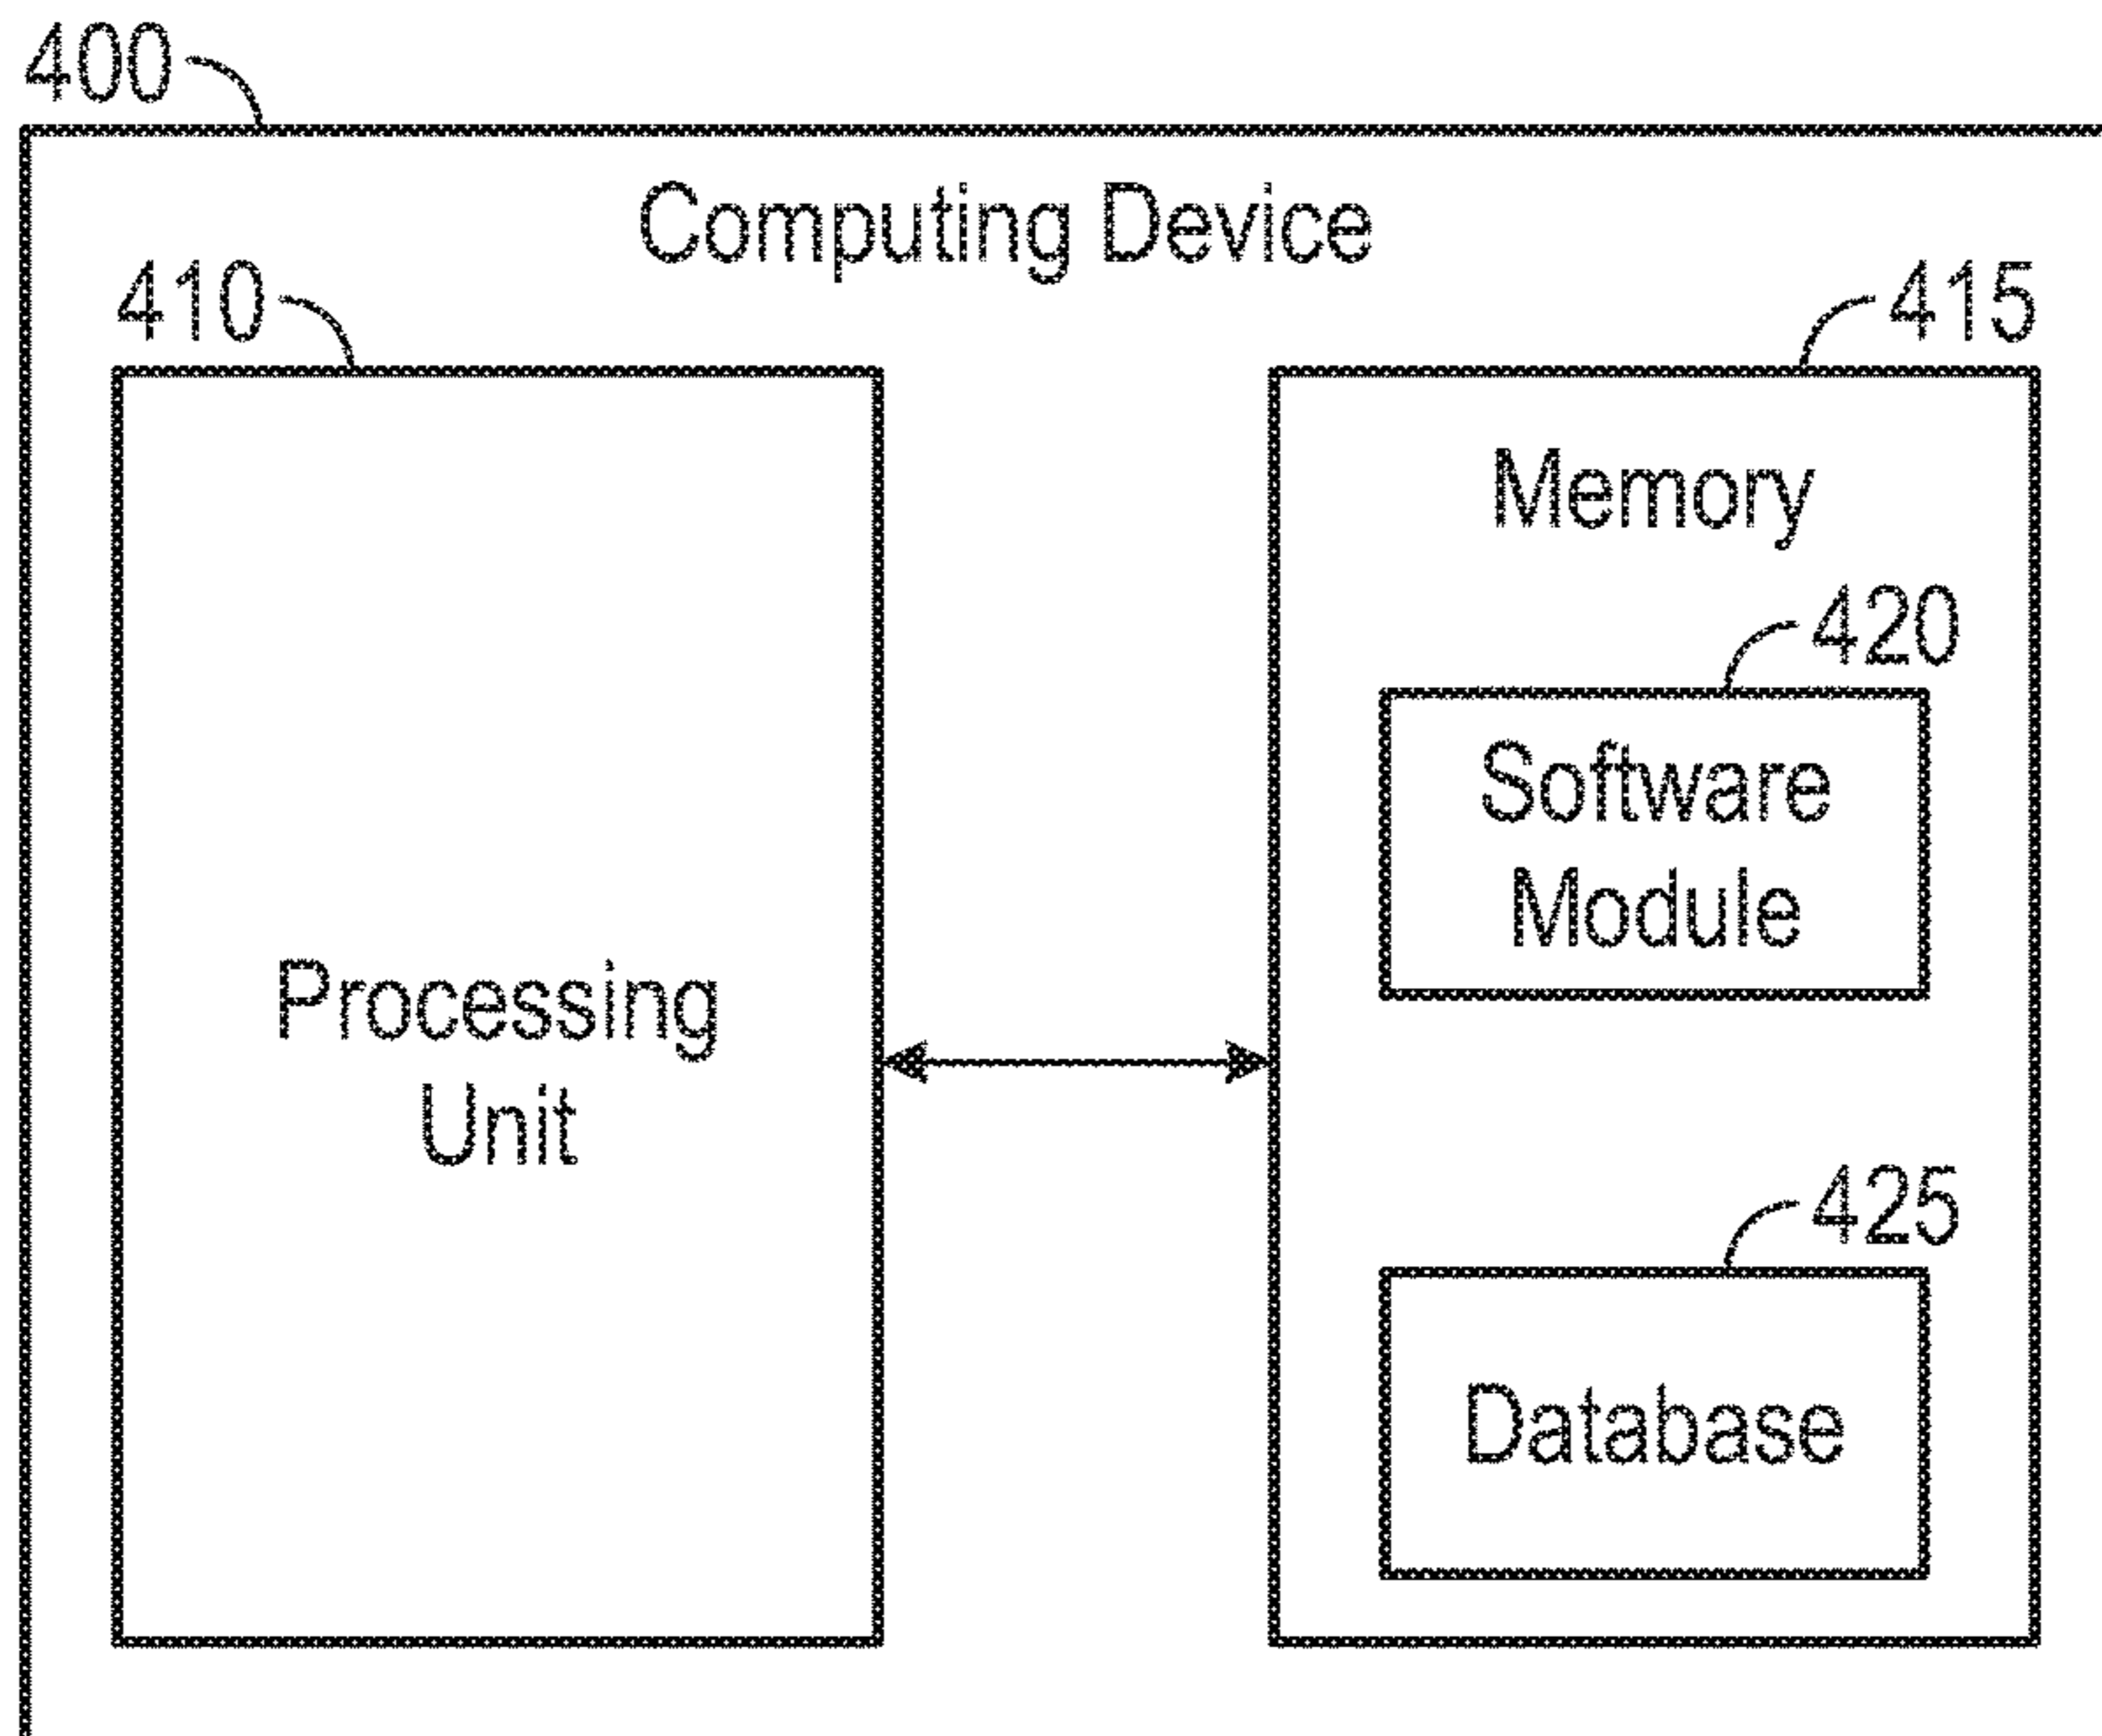 400
Computing Device
410
415
Memory
420
Software
Module
Processing
Unit
425
Database